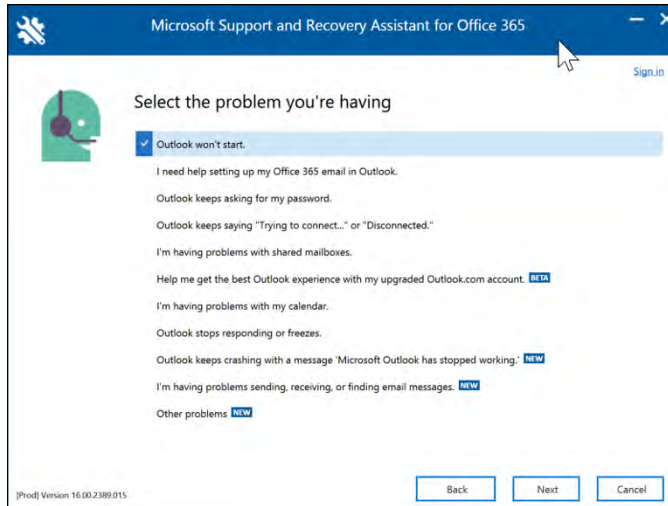 Microsoft Support and Recovery Assistant for Office 365
Sign in
Select the problem you're having
Outlook won't start.
I need help setting up my Office 365 email in Outlook.
Outlook keeps asking for my password.
Outlook keeps saying "Trying to connect..." or "Disconnected."
I'm having problems with shared mailboxes.
Help me get the best Outlook experience with my upgraded Outlook.com account. BETA
I'm having problems with my calendar.
Outlook stops responding or freezes.
Outlook keeps crashing with a message 'Microsoft Outlook has stopped working.' NEW
I'm having problems sending, receiving, or finding email messages. NEW
Other problems NEW
[Prod] Version 16.00.2389.015
Back
Next
Cancel